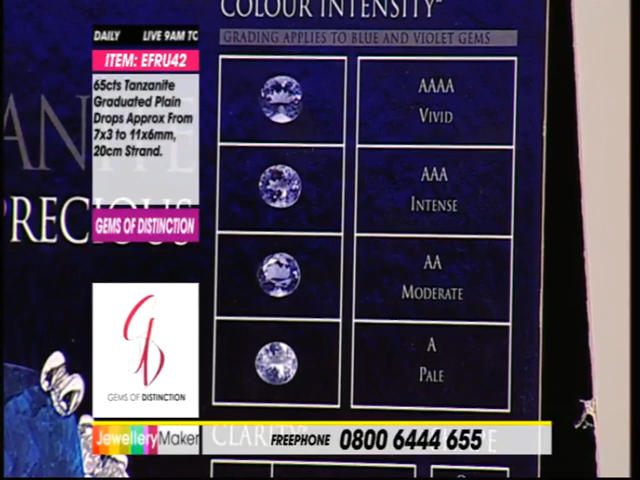 COLOUR INTENSITY
GRADING APPLIES TO BLUE AND VIOLET GEMS
DAILY LIVE 9AM TO
ITEM: EFRU42
65cts Tanzanite
Graduated Plain
Drops Approx From
7x3 to 11x6mm,
20cm Strand.
GEMS OF DISTINCTION
PRECIOUS
AAAA
VIVID
AAA
INTENSE
AA
MODERATE
A
PALE
GD
GEMS OF DISTINCTION
JewelleryMaker
CLARITY
FREEPHONE 0800 6444 655